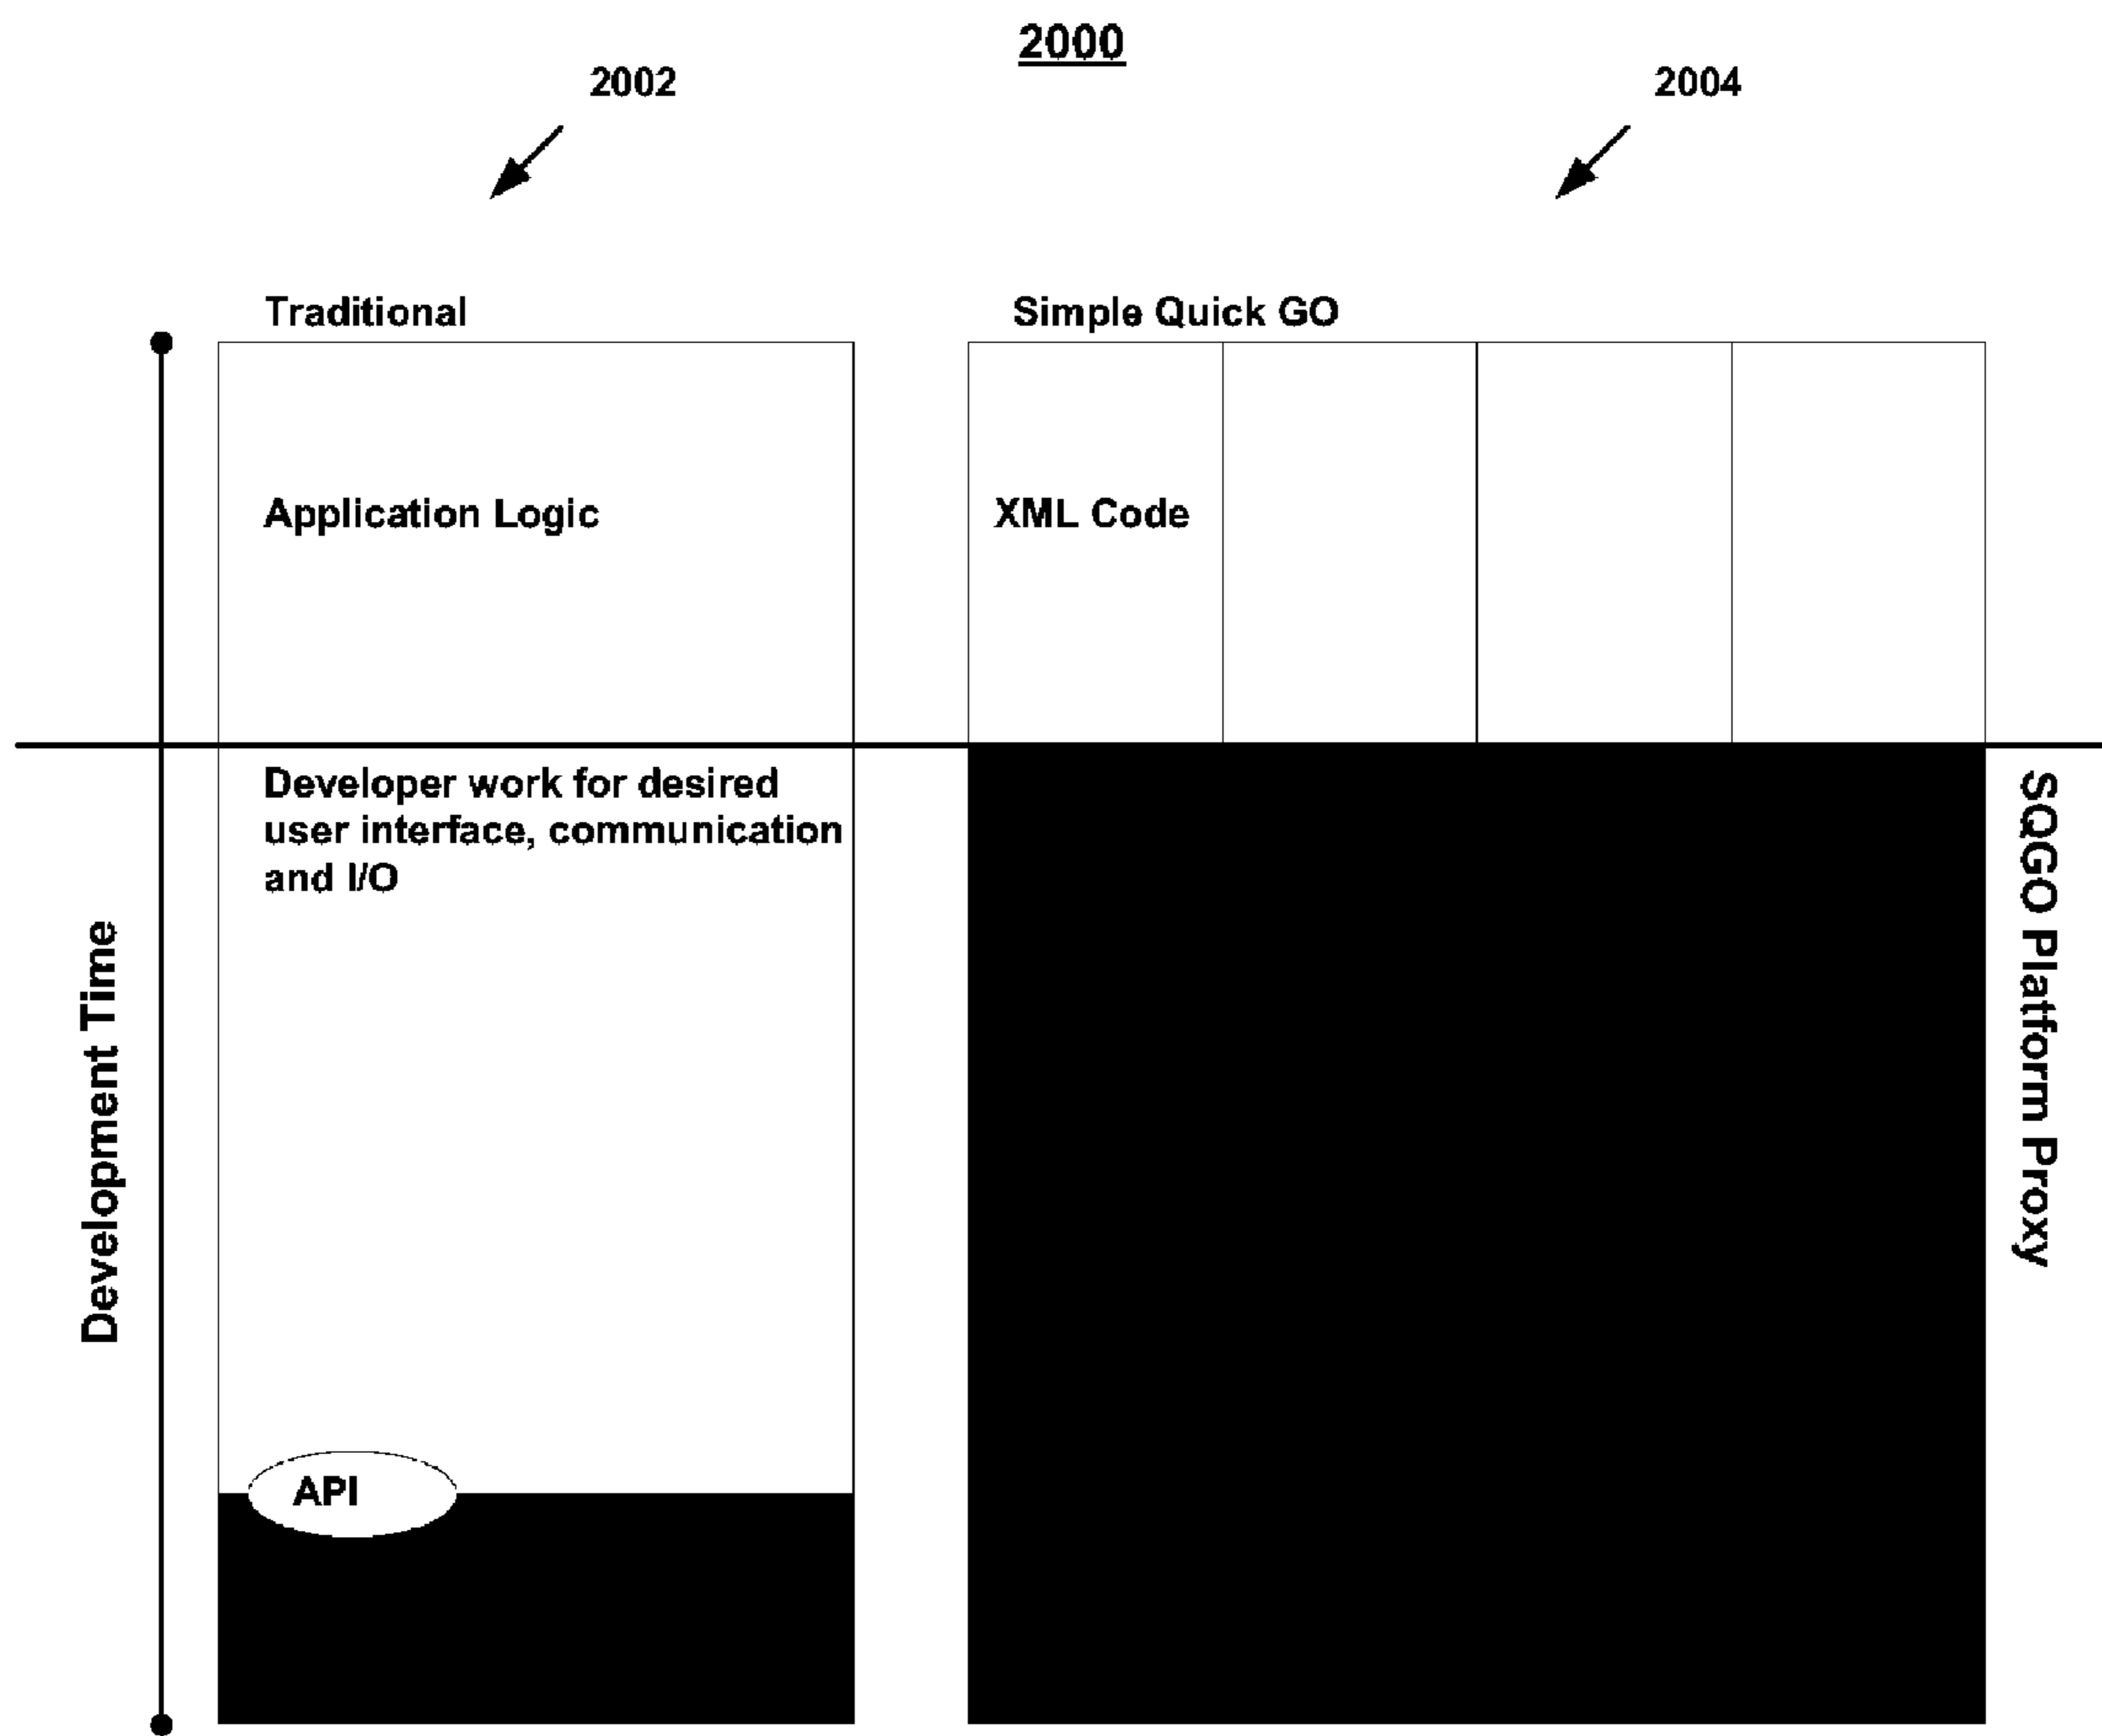 2000
2002
2004
Traditional
Simple Quick GO
Application Logic
XML Code
Developer work for desired
user interface, communication
and I/O
Development Time
SQGO Platform Proxy
API